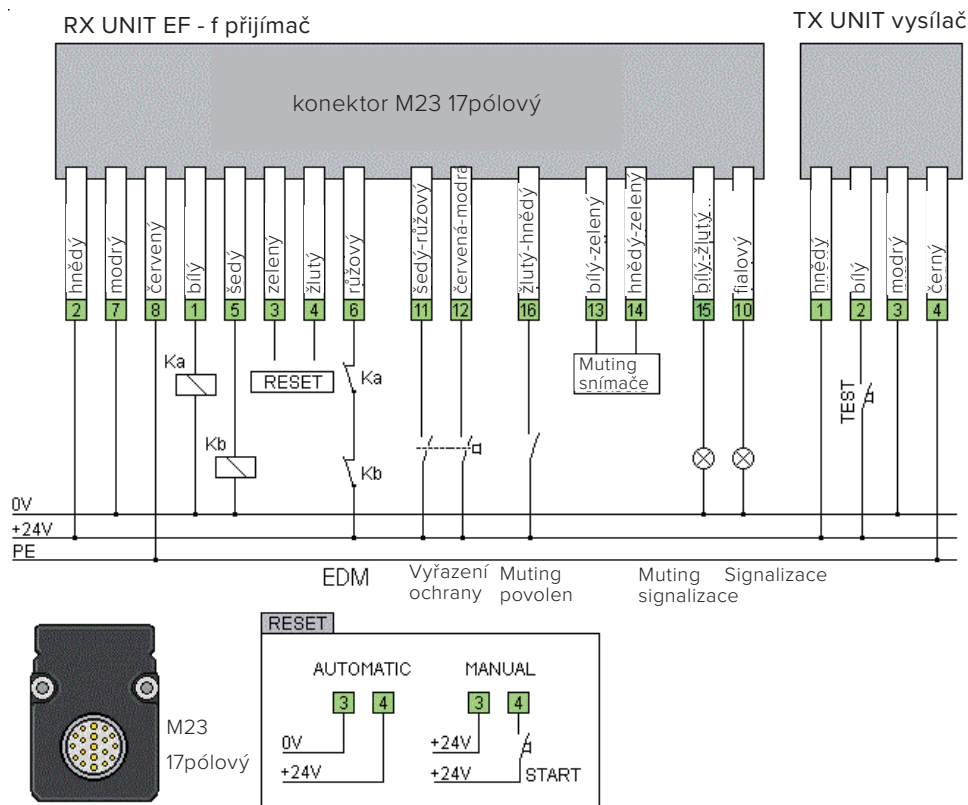 RX UNIT EF - f přijímač
TX UNIT vysílač
konektor M23 17pólový
hnědý
modrý
červený
bílý
šedý
zelený
žlutý
růžový
šedý-růžový
červená-modrá
žlutý-hnědý
bílý-zelený
hnědý-zelený
bílý-žlutý...
fialový
hnědý
bílý
modrý
černý
2 7 8 1 5 3 4 6 11 12 16 13 14 15 10 1 2 3 4
Ka
RESET
Ka
Muting
snímače
TEST
Kb
Kb
0V
+24V
PE
EDM
Vyřazení
ochrany
Muting
povolen
Muting
signalizace
Signalizace
M23
17pólový
RESET
AUTOMATIC
MANUAL
3 4
3 4
0V
+24V
+24V
+24V
START